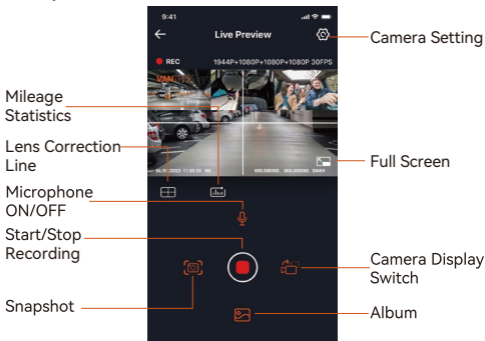 9:41
Live Preview
REC
1944P+1080P+1080P+1080P 30FPS
Camera Setting
Mileage
Statistics
Lens Correction
Line
Full Screen
Microphone
ON/OFF
Start/Stop
Recording
Camera Display
Switch
Snapshot
Album